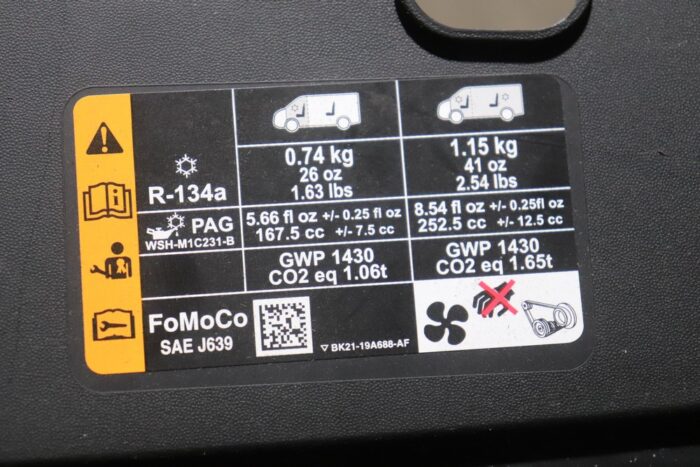 R-134a
0.74 kg
26 oz
1.63 lbs
1.15 kg
41 oz
2.54 lbs
PAG
WSH-M1C231-B
5.66 fl oz +/- 0.25 fl oz
167.5 cc +/- 7.5 cc
8.54 fl oz +/- 0.25fl oz
252.5 cc +/- 12.5 cc
GWP 1430
CO2 eq 1.06t
GWP 1430
CO2 eq 1.65t
FoMoCo
SAE J639
▽ BK21-19A688-AF